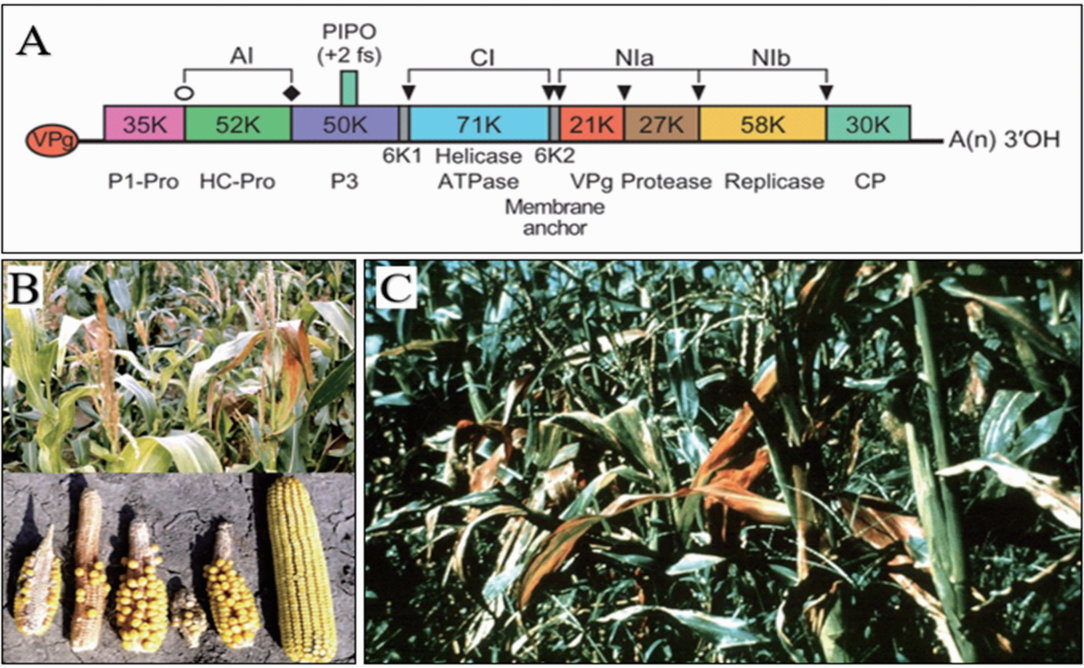 A
PIPO
(+2 fs)
AI
CI
NIa
NIb
VPg
35K
52K
50K
71K
21K
27K
58K
30K
A(n) 3′OH
6K1
Helicase
6K2
P1-Pro
HC-Pro
P3
ATPase
VPg
Protease
Replicase
CP
Membrane
anchor
B
C